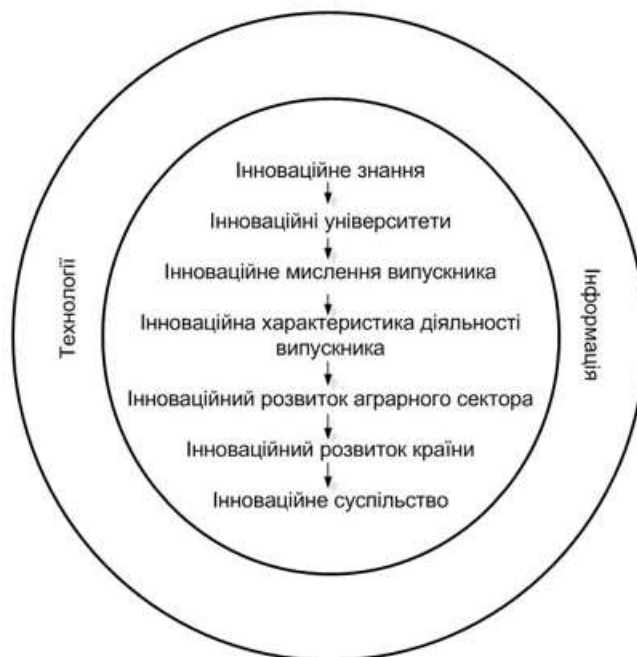 Інноваційне знання
Інноваційні університети
Інноваційне мислення випускника
Інноваційна характеристика діяльності
випускника
Інноваційний розвиток аграрного сектора
Інноваційний розвиток країни
Інноваційне суспільство
Технології
Інформація